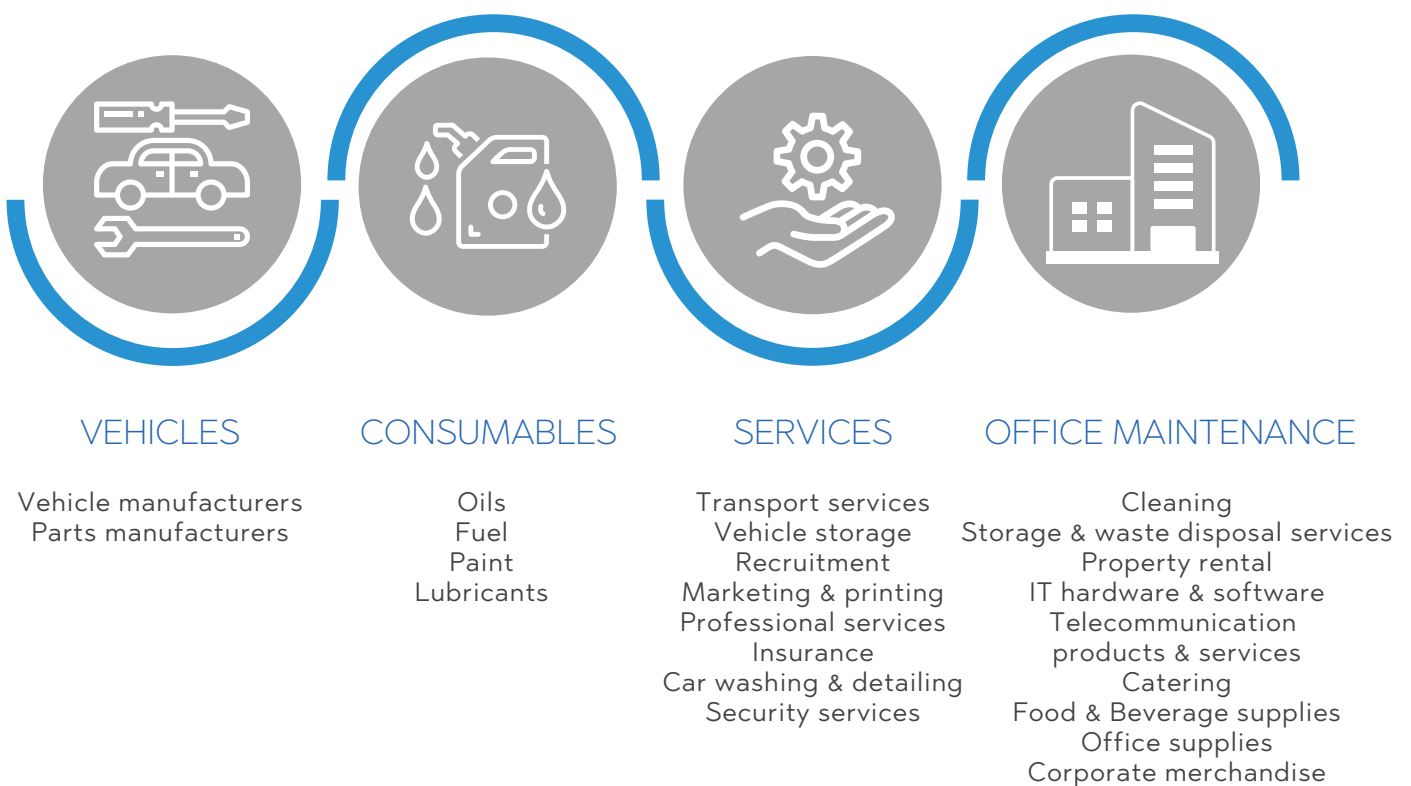 VEHICLES
Vehicle manufacturers
Parts manufacturers
CONSUMABLES
Oils
Fuel
Paint
Lubricants
SERVICES
Transport services
Vehicle storage
Recruitment
Marketing & printing
Professional services
Insurance
Car washing & detailing
Security services
OFFICE MAINTENANCE
Cleaning
Storage & waste disposal services
Property rental
IT hardware & software
Telecommunication
products & services
Catering
Food & Beverage supplies
Office supplies
Corporate merchandise